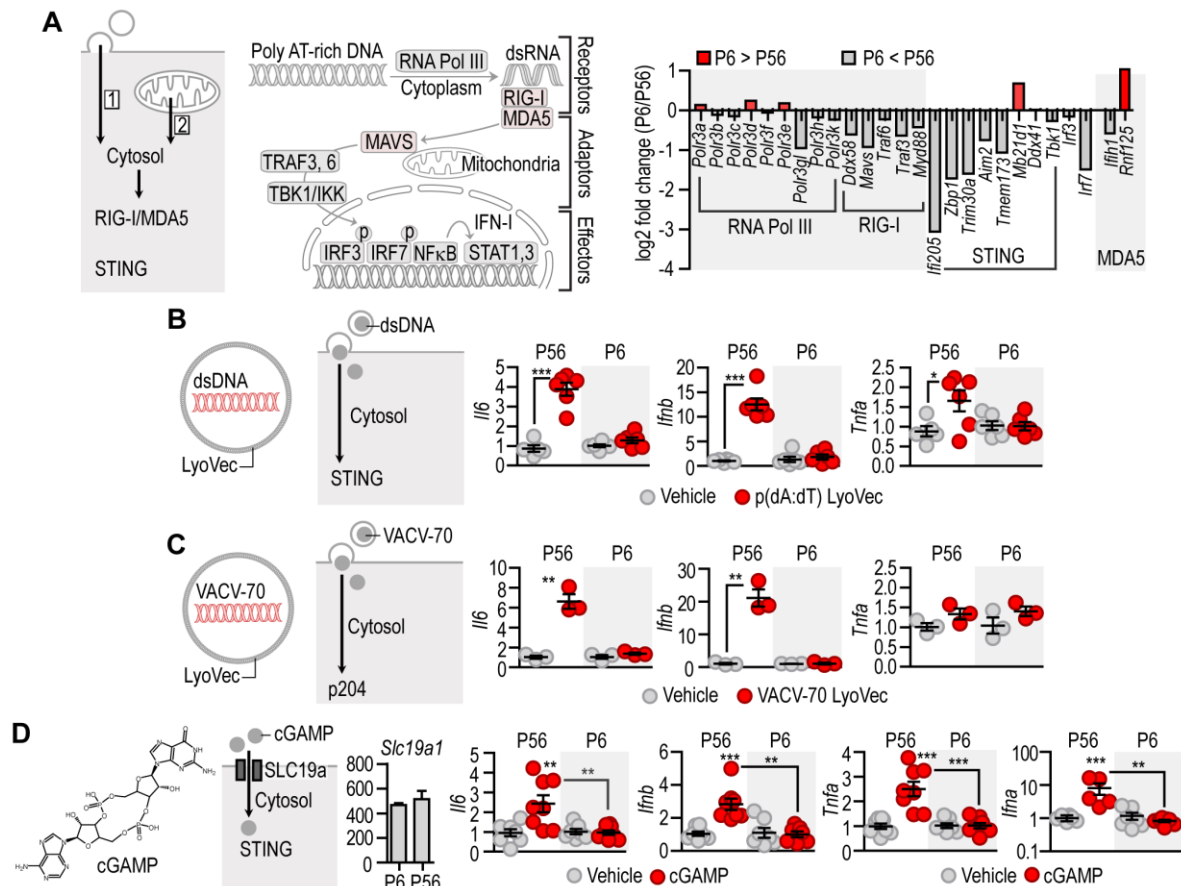 A
1
2
Cytosol
RIG-I/MDA5
STING
Poly AT-rich DNA
RNA Pol III
dsRNA
Cytoplasm
RIG-I
MDA5
MAVS
Mitochondria
TRAF3, 6
TBK1/IKK
IFN-I
p
p
IRF3
IRF7
NFκB
STAT1,3
Receptors
Adaptors
Effectors
P6 > P56
P6 < P56
log2 fold change (P6/P56)
1
0
-1
-2
-3
-4
Polr3a
Polr3b
Polr3c
Polr3d
Polr3f
Polr3e
Polr3gl
Polr3h
Polr3k
Ddx58
Mavs
Traf6
Traf3
Myd88
Ifi205
Zbp1
Trim30a
Aim2
Tmem173
Mb21d1
Ddx41
Tbk1
Irf3
Irf7
Ifih1
Rnf125
RNA Pol III
RIG-I
STING
MDA5
B
dsDNA
LyoVec
dsDNA
Cytosol
STING
P56
P6
Il6
5
4
3
2
1
0
***
P56
P6
Ifnb
20
15
10
5
0
***
P56
P6
Tnfa
2.5
2.0
1.5
1.0
0.5
0.0
*
Vehicle
p(dA:dT) LyoVec
C
VACV-70
LyoVec
VACV-70
Cytosol
p204
P56
P6
Il6
10
8
6
4
2
0
**
P56
P6
Ifnb
30
20
10
0
**
P56
P6
Tnfa
2.0
1.5
1.0
0.5
0.0
Vehicle
VACV-70 LyoVec
D
cGAMP
cGAMP
SLC19a
Cytosol
STING
Slc19a1
800
600
400
200
0
P6
P56
P56
P6
Il6
5
4
3
2
1
0
**
**
P56
P6
Ifnb
6
4
2
0
***
**
Vehicle
cGAMP
P56
P6
Tnfa
5
4
3
2
1
0
***
***
P56
P6
Ifna
100
10
1
0.1
***
**
Vehicle
cGAMP